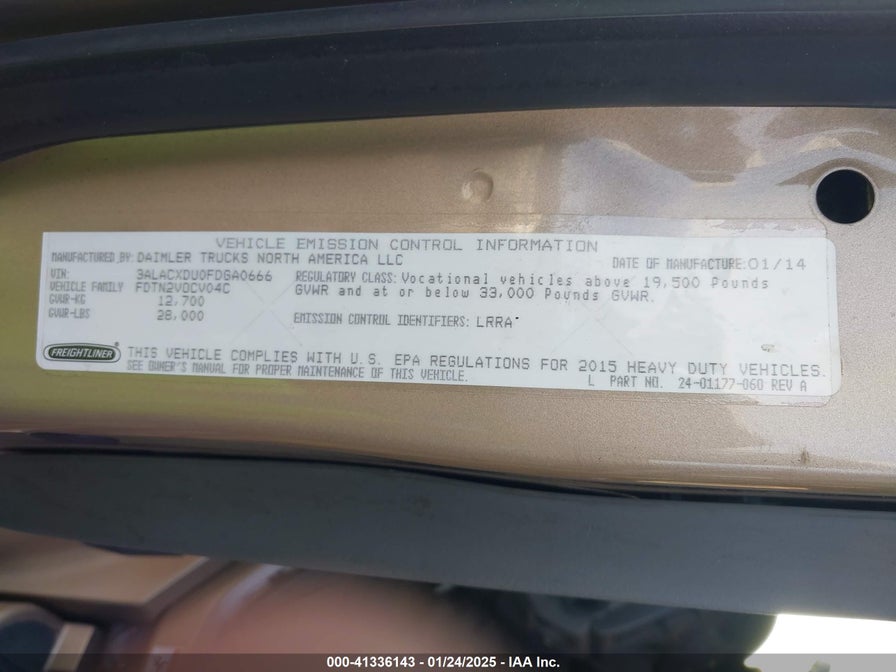 VEHICLE EMISSION CONTROL INFORMATION
MANUFACTURED BY: DAIMLER TRUCKS NORTH AMERICA LLC DATE OF MANUFACTURE: 01/14
VIN: 3ALACXDU0FDGA0666 REGULATORY CLASS: Vocational vehicles above 19,500 Pounds
VEHICLE FAMILY FDTN2VOCV04C GVWR and at or below 33,000 Pounds GVWR.
GVWR-KG 12,700
GVWR-LBS 28,000 EMISSION CONTROL IDENTIFIERS: LRRA
FREIGHTLINER THIS VEHICLE COMPLIES WITH U.S. EPA REGULATIONS FOR 2015 HEAVY DUTY VEHICLES.
SEE OWNER'S MANUAL FOR PROPER MAINTENANCE OF THIS VEHICLE. L PART NO. 24-01177-060 REV A
000-41336143 - 01/24/2025 - IAA Inc.